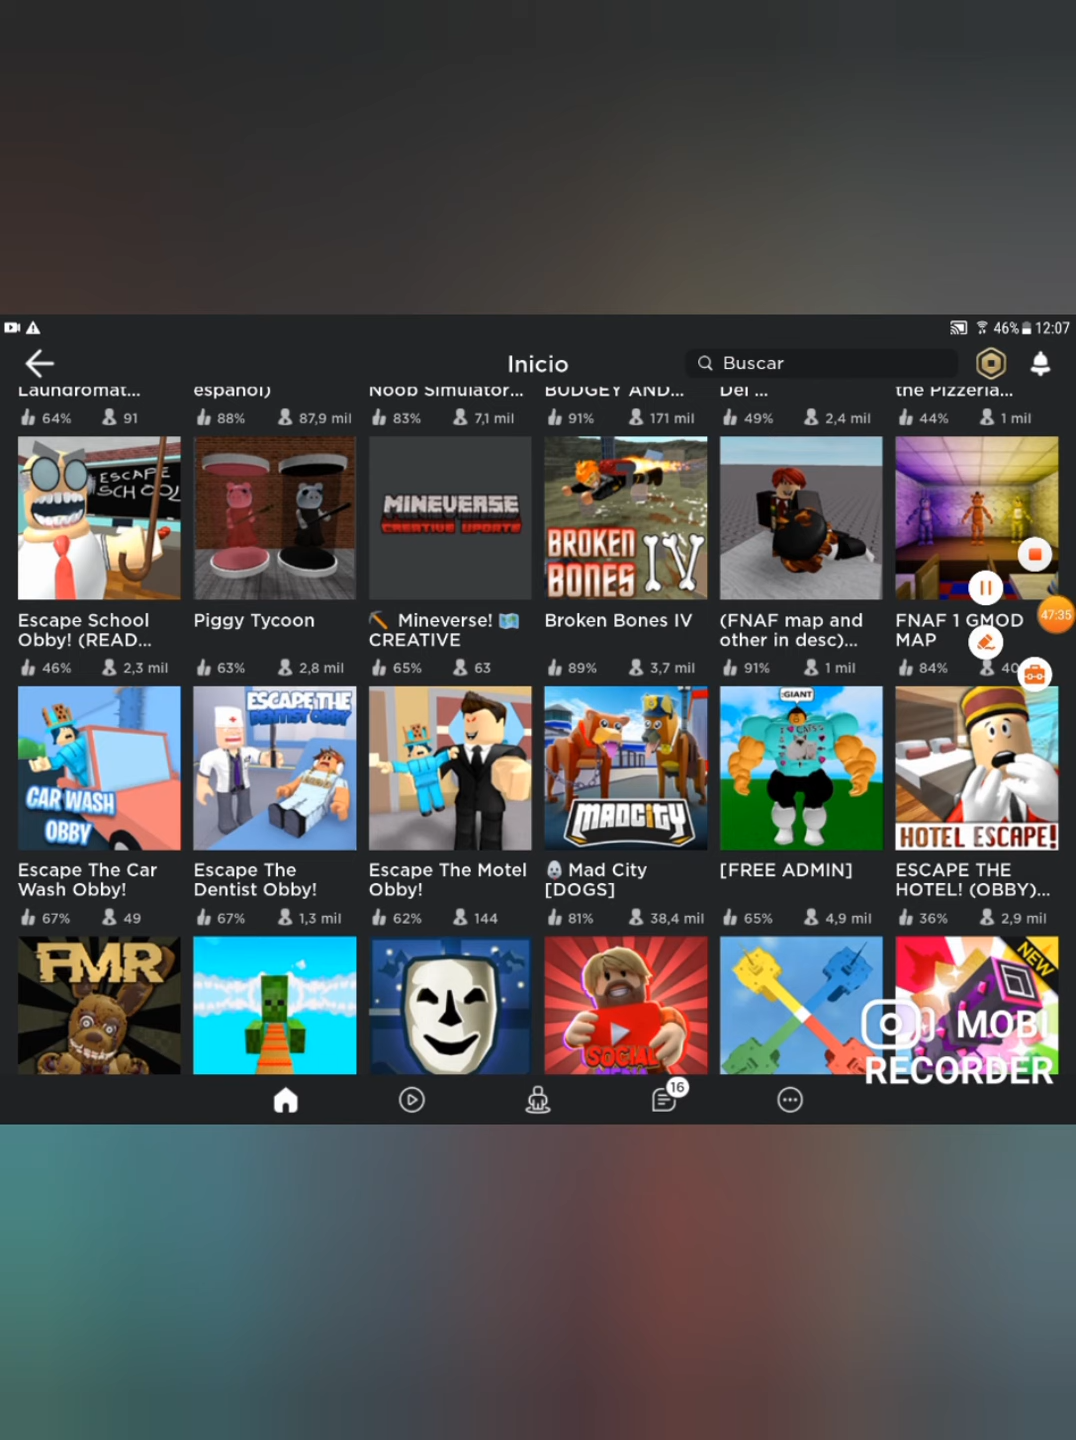 46% 12:07
Inicio
Buscar
Laundromat...
español)
Noob Simulator...
BUDGEY AND...
Del ...
the Pizzeria...
64% 91
88% 87,9 mil
83% 7,1 mil
91% 171 mil
49% 2,4 mil
44% 1 mil
ESCAPE
SCHOOL
MINEVERSE
CREATIVE UPDATE
BROKEN
BONES IV
47:35
Escape School
Obby! (READ...
Piggy Tycoon
Mineverse!
CREATIVE
Broken Bones IV
(FNAF map and
other in desc)...
FNAF 1 GMOD
MAP
46% 2,3 mil
63% 2,8 mil
65% 63
89% 3,7 mil
91% 1 mil
84% 40
CAR WASH
OBBY
ESCAPE THE
DENTIST OBBY
MADCITY
:GIANT
I ♥ CATS
HOTEL ESCAPE!
Escape The Car
Wash Obby!
Escape The
Dentist Obby!
Escape The Motel
Obby!
Mad City
[DOGS]
[FREE ADMIN]
ESCAPE THE
HOTEL! (OBBY)...
67% 49
67% 1,3 mil
62% 144
81% 38,4 mil
65% 4,9 mil
36% 2,9 mil
FMR
SOCIAL
NEW
MOBI
RECORDER
16